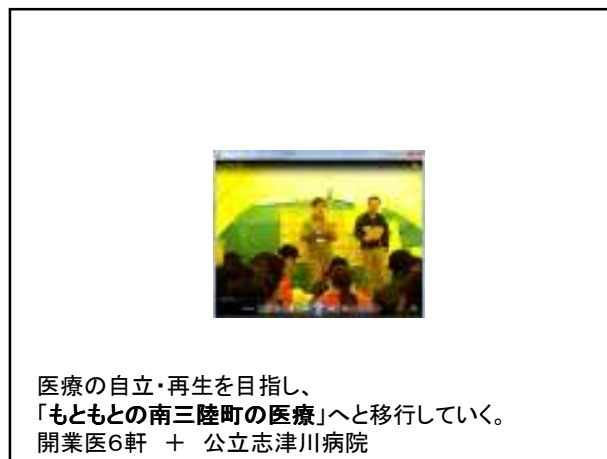 医療の自立・再生を目指し、
「もともとの南三陸町の医療」へと移行していく。
開業医6軒　＋　公立志津川病院